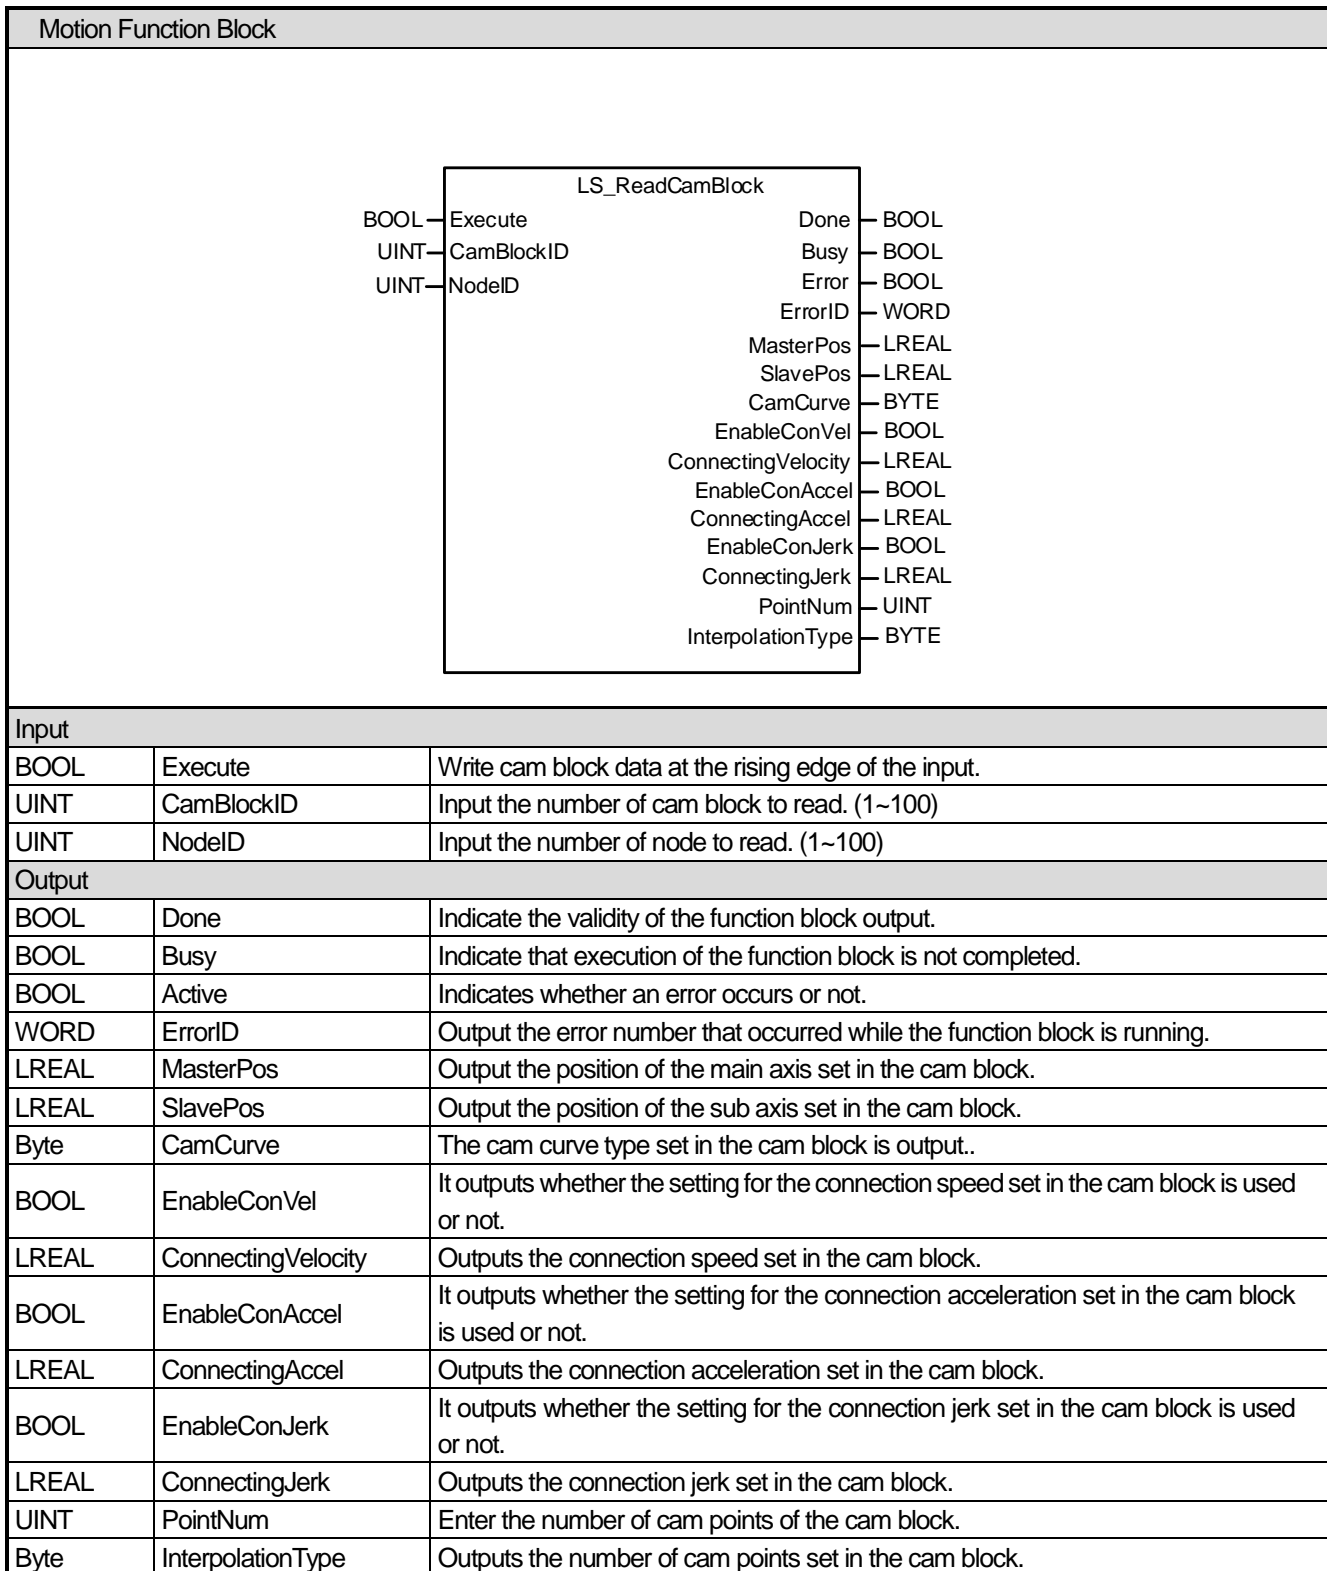 Motion Function Block
LS_ReadCamBlock
BOOL Execute Done BOOL
UINT CamBlockID Busy BOOL
UINT NodeID Error BOOL
ErrorID WORD
MasterPos LREAL
SlavePos LREAL
CamCurve BYTE
EnableConVel BOOL
ConnectingVelocity LREAL
EnableConAccel BOOL
ConnectingAccel LREAL
EnableConJerk BOOL
ConnectingJerk LREAL
PointNum UINT
InterpolationType BYTE
Input
BOOL Execute Write cam block data at the rising edge of the input.
UINT CamBlockID Input the number of cam block to read. (1~100)
UINT NodeID Input the number of node to read. (1~100)
Output
BOOL Done Indicate the validity of the function block output.
BOOL Busy Indicate that execution of the function block is not completed.
BOOL Active Indicates whether an error occurs or not.
WORD ErrorID Output the error number that occurred while the function block is running.
LREAL MasterPos Output the position of the main axis set in the cam block.
LREAL SlavePos Output the position of the sub axis set in the cam block.
Byte CamCurve The cam curve type set in the cam block is output..
BOOL EnableConVel It outputs whether the setting for the connection speed set in the cam block is used
or not.
LREAL ConnectingVelocity Outputs the connection speed set in the cam block.
BOOL EnableConAccel It outputs whether the setting for the connection acceleration set in the cam block
is used or not.
LREAL ConnectingAccel Outputs the connection acceleration set in the cam block.
BOOL EnableConJerk It outputs whether the setting for the connection jerk set in the cam block is used
or not.
LREAL ConnectingJerk Outputs the connection jerk set in the cam block.
UINT PointNum Enter the number of cam points of the cam block.
Byte InterpolationType Outputs the number of cam points set in the cam block.